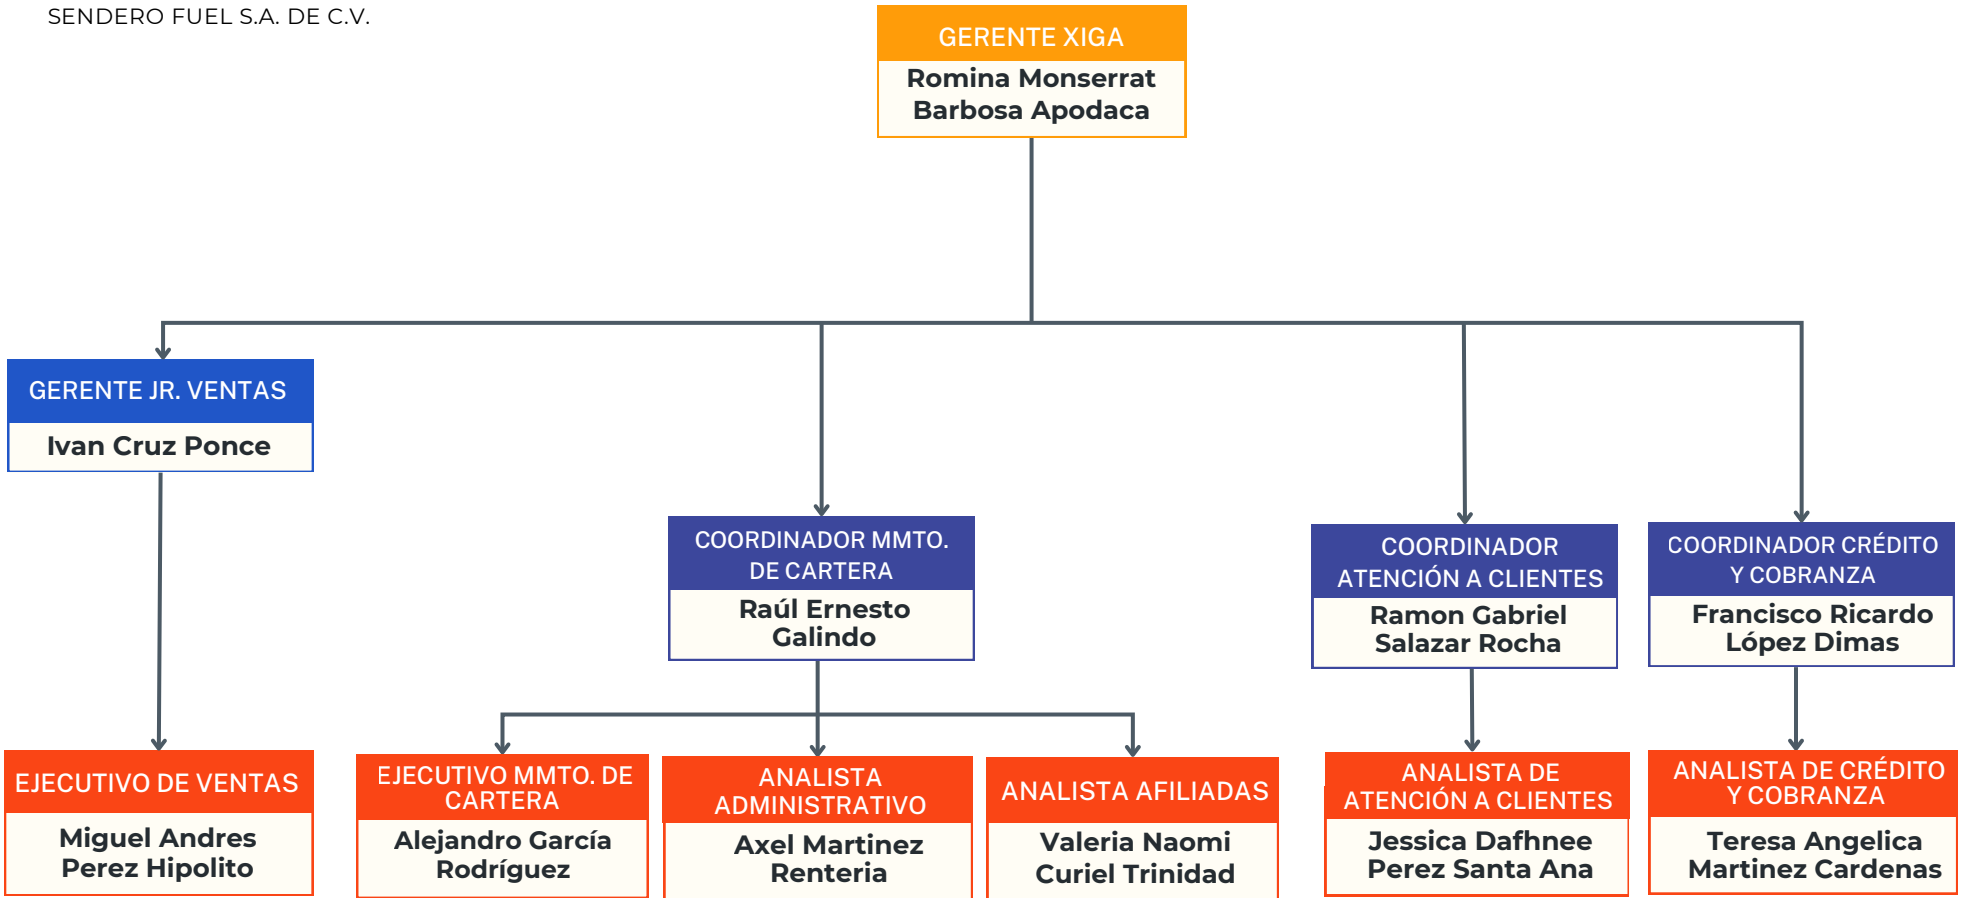 SENDERO FUEL S.A. DE C.V.
GERENTE XIGA
Romina Monserrat
Barbosa Apodaca
GERENTE JR. VENTAS
Ivan Cruz Ponce
COORDINADOR MMTO.
DE CARTERA
Raúl Ernesto
Galindo
COORDINADOR
ATENCIÓN A CLIENTES
Ramon Gabriel
Salazar Rocha
COORDINADOR CRÉDITO
Y COBRANZA
Francisco Ricardo
López Dimas
EJECUTIVO DE VENTAS
Miguel Andres
Perez Hipolito
EJECUTIVO MMTO. DE
CARTERA
Alejandro García
Rodríguez
ANALISTA
ADMINISTRATIVO
Axel Martinez
Renteria
ANALISTA AFILIADAS
Valeria Naomi
Curiel Trinidad
ANALISTA DE
ATENCIÓN A CLIENTES
Jessica Dafhnee
Perez Santa Ana
ANALISTA DE CRÉDITO
Y COBRANZA
Teresa Angelica
Martinez Cardenas